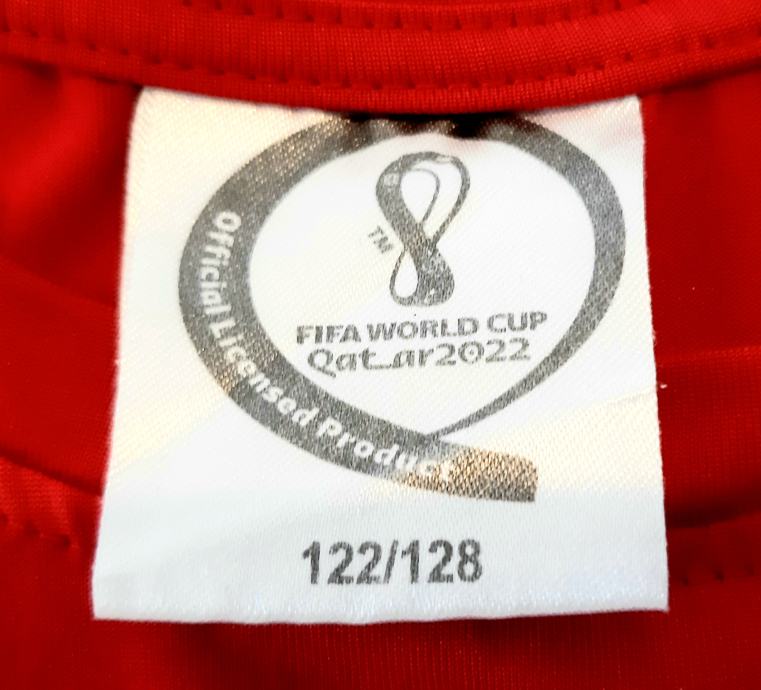 TM
FIFA WORLD CUP
Qatar2022
Official Licensed Product
122/128